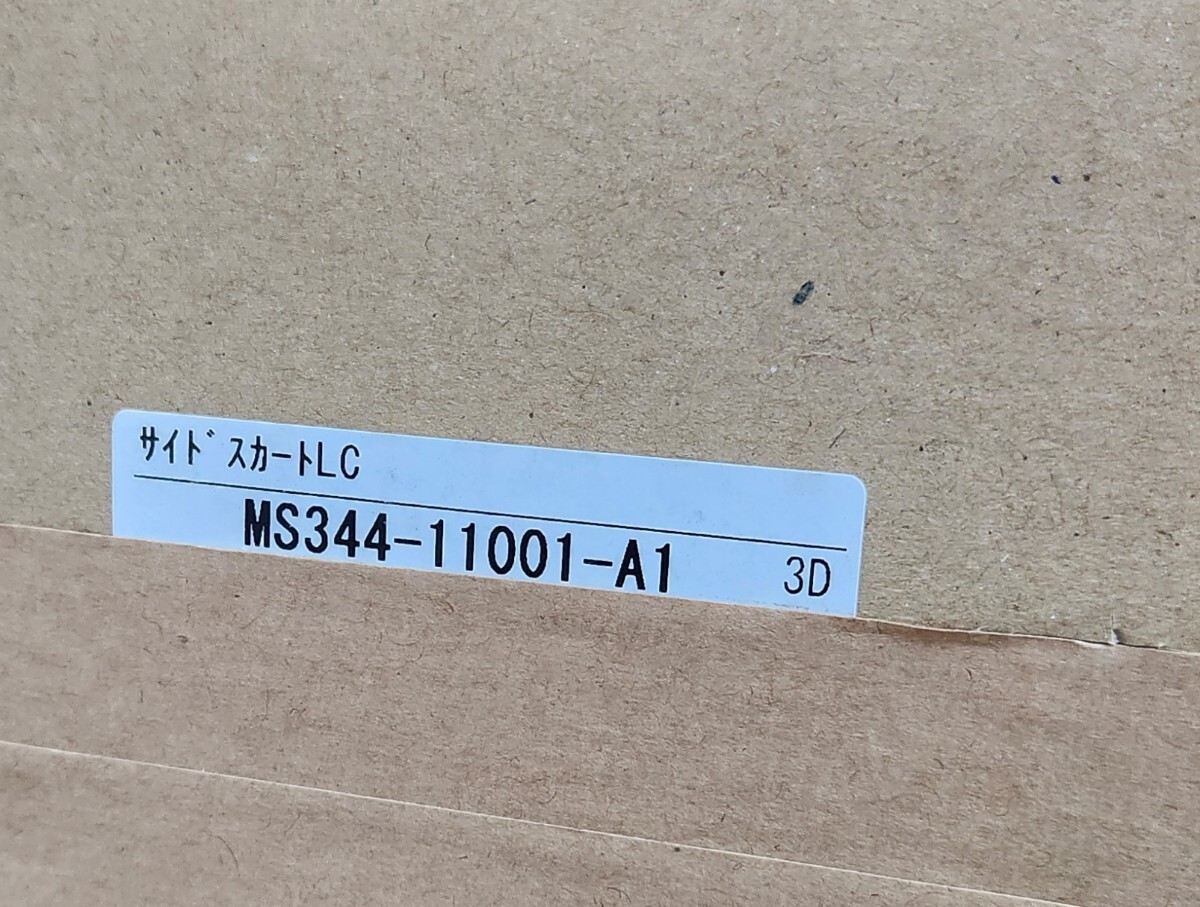 ｻｲﾄﾞｽｶｰﾄLC
MS344-11001-A1
3D